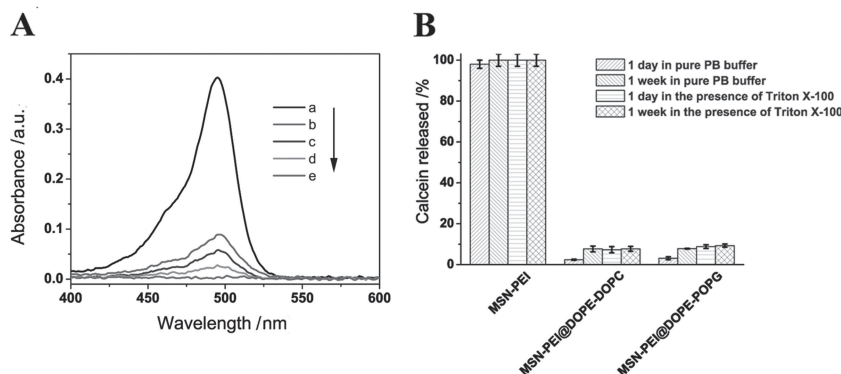 A
Absorbance /a.u.
0.4
0.3
0.2
0.1
0.0
400
450
500
550
600
Wavelength /nm
a
b
c
d
e
B
Calcein released /%
100
80
60
40
20
10
0
1 day in pure PB buffer
1 week in pure PB buffer
1 day in the presence of Triton X-100
1 week in the presence of Triton X-100
MSN-PEI
MSN-PEI@DOPE-DOPC
MSN-PEI@DOPE-POPG